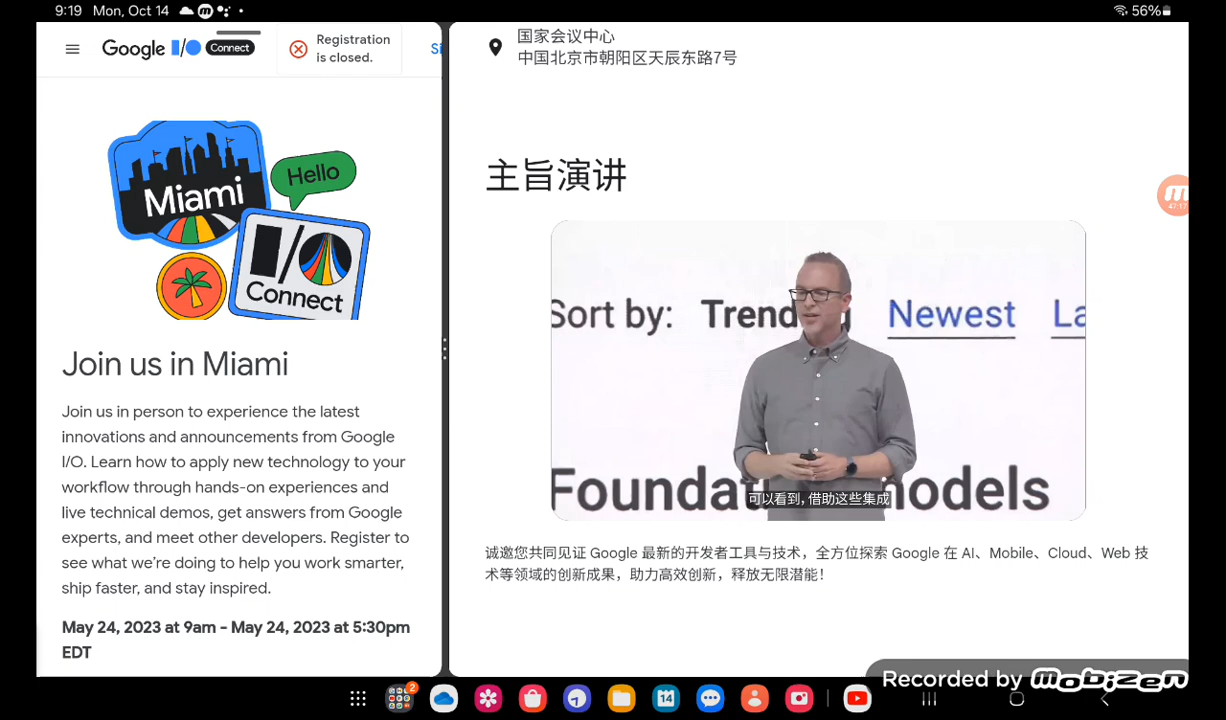 9:19 Mon, Oct 14
56%
Google I/O Connect
Registration
is closed.
Si
Miami
Hello
I/O
Connect
Join us in Miami
Join us in person to experience the latest
innovations and announcements from Google
I/O. Learn how to apply new technology to your
workflow through hands-on experiences and
live technical demos, get answers from Google
experts, and meet other developers. Register to
see what we're doing to help you work smarter,
ship faster, and stay inspired.
May 24, 2023 at 9am - May 24, 2023 at 5:30pm
EDT
国家会议中心
中国北京市朝阳区天辰东路7号
主旨演讲
Sort by: Trend Newest La
Foundat models
可以看到，借助这些集成
诚邀您共同见证 Google 最新的开发者工具与技术，全方位探索 Google 在 AI、Mobile、Cloud、Web 技
术等领域的创新成果，助力高效创新，释放无限潜能！
47:17
2
14
Recorded by mobizen